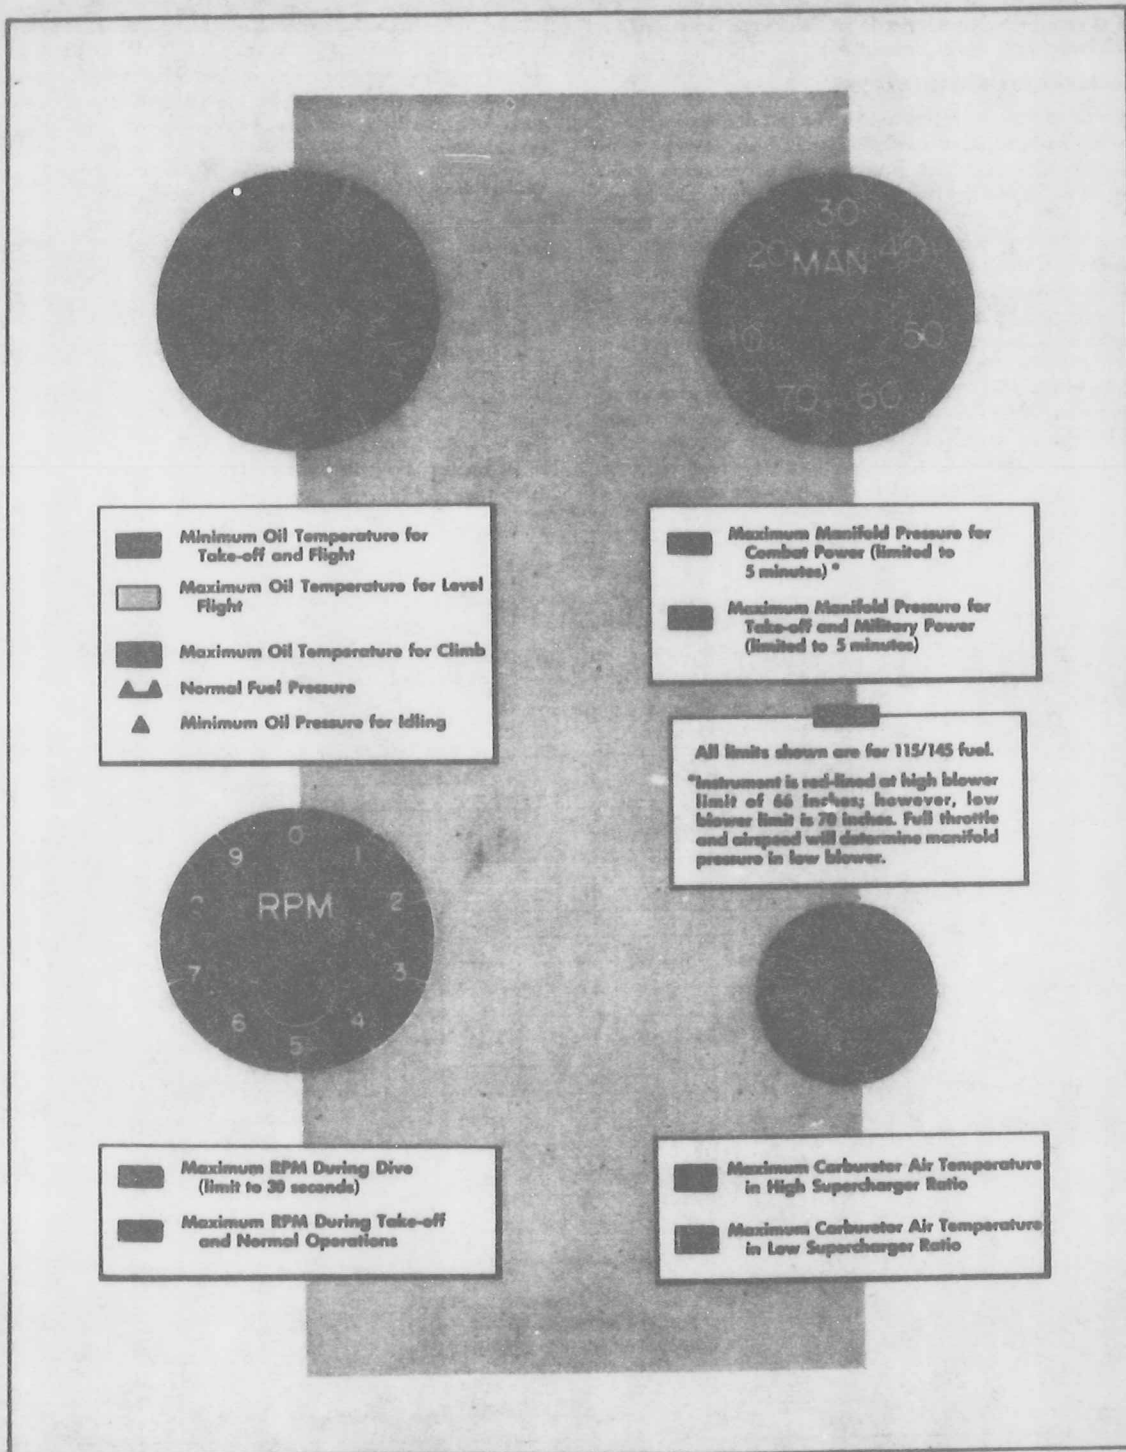 30
20 MAN 40
10 50
70 60
Minimum Oil Temperature for
Take-off and Flight
Maximum Oil Temperature for Level
Flight
Maximum Oil Temperature for Climb
Normal Fuel Pressure
Minimum Oil Pressure for Idling
Maximum Manifold Pressure for
Combat Power (limited to
5 minutes)*
Maximum Manifold Pressure for
Take-off and Military Power
(limited to 5 minutes)
All limits shown are for 115/145 fuel.
*Instrument is red-lined at high blower
limit of 66 inches; however, low
blower limit is 70 inches. Full throttle
and airspeed will determine manifold
pressure in low blower.
0
9 1
8 RPM 2
7 3
6 4
5
Maximum RPM During Dive
(limit to 30 seconds)
Maximum RPM During Take-off
and Normal Operations
Maximum Carburetor Air Temperature
in High Supercharger Ratio
Maximum Carburetor Air Temperature
in Low Supercharger Ratio